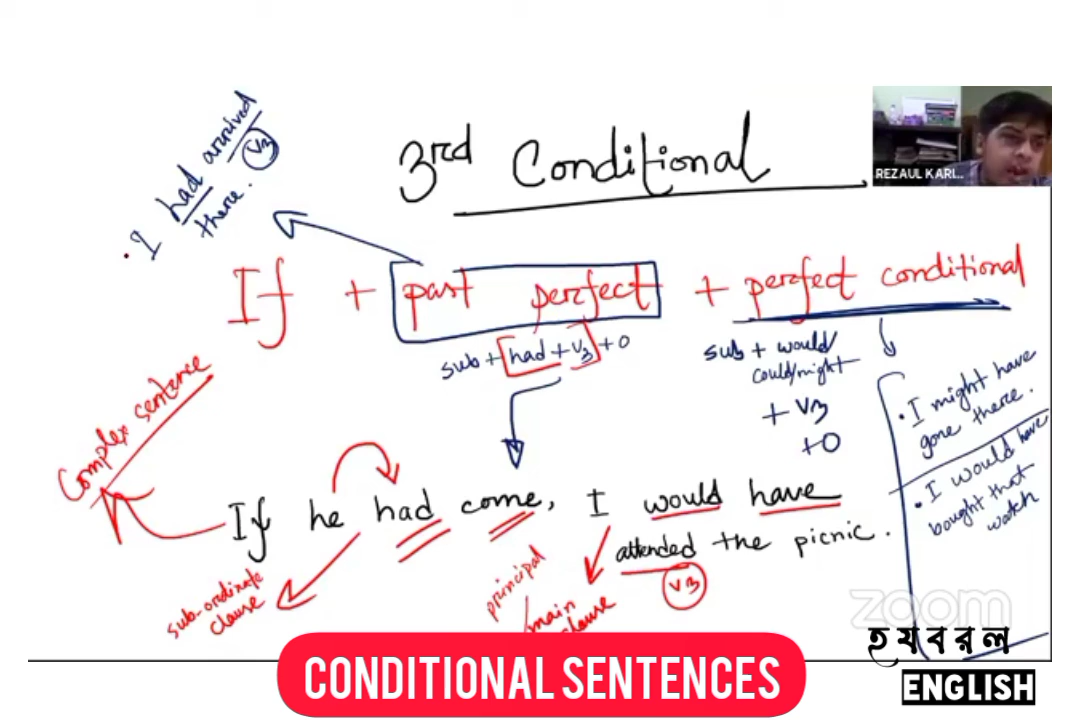 3rd Conditional
REZAUL KARI...
• I had arrived
there. V3
If + past perfect + perfect conditional
sub + had + V3 + O
sub + would/
could/might
+ V3
+ O
• I might have
gone there.
• I would have
bought that
watch
Complex sentence
If he had come, I would have
attended the picnic.
V3
sub-ordinate
clause
principal
/main
clause
zoom
হযবরল
ENGLISH
CONDITIONAL SENTENCES